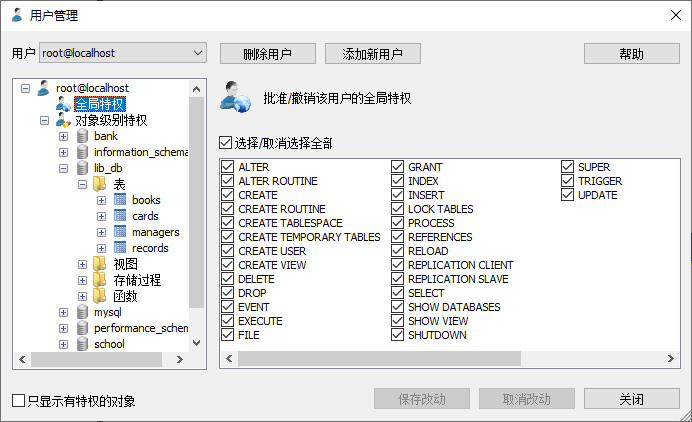 用户管理
用户 root@localhost 删除用户 添加新用户 帮助
root@localhost
全局特权
对象级别特权
bank
information_schema
lib_db
表
books
cards
managers
records
视图
存储过程
函数
mysql
performance_schem
school
批准/撤销该用户的全局特权
选择/取消选择全部
ALTER
ALTER ROUTINE
CREATE
CREATE ROUTINE
CREATE TABLESPACE
CREATE TEMPORARY TABLES
CREATE USER
CREATE VIEW
DELETE
DROP
EVENT
EXECUTE
FILE
GRANT
INDEX
INSERT
LOCK TABLES
PROCESS
REFERENCES
RELOAD
REPLICATION CLIENT
REPLICATION SLAVE
SELECT
SHOW DATABASES
SHOW VIEW
SHUTDOWN
SUPER
TRIGGER
UPDATE
只显示有特权的对象
保存改动 取消改动 关闭